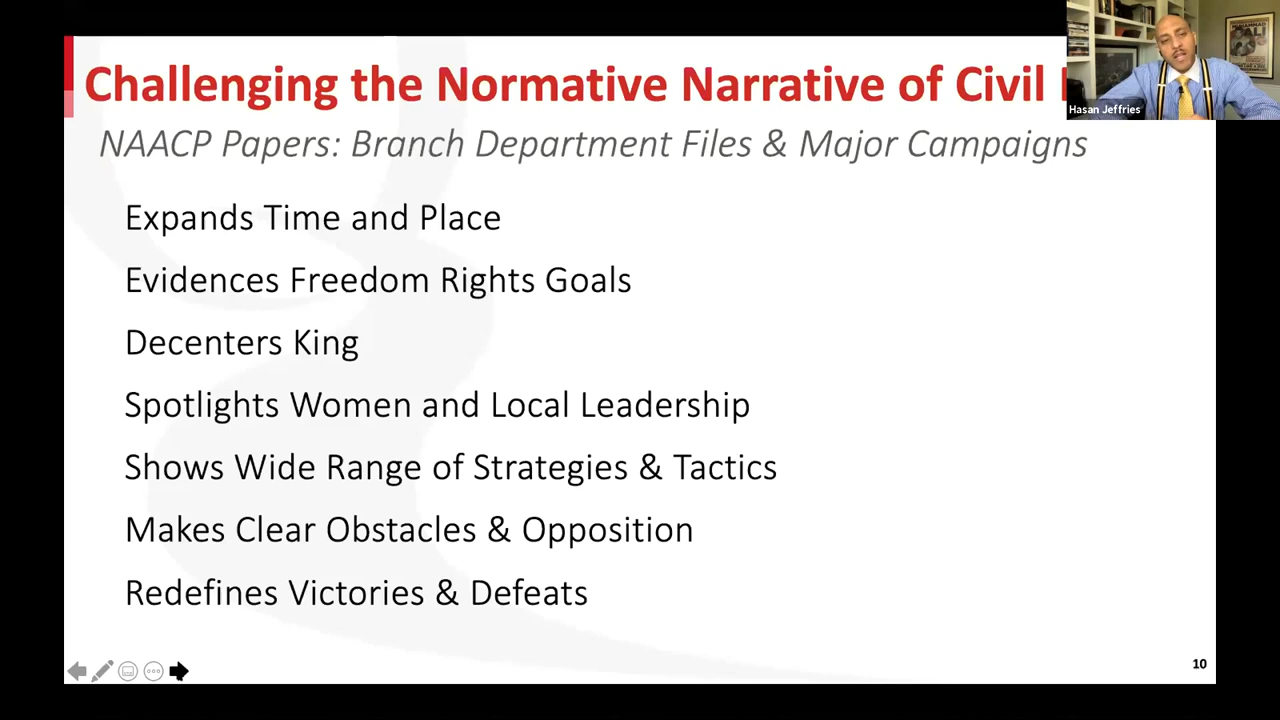 Challenging the Normative Narrative of Civil
NAACP Papers: Branch Department Files & Major Campaigns
Expands Time and Place
Evidences Freedom Rights Goals
Decenters King
Spotlights Women and Local Leadership
Shows Wide Range of Strategies & Tactics
Makes Clear Obstacles & Opposition
Redefines Victories & Defeats
10
MUHAMMAD
ALI
Hasan Jeffries